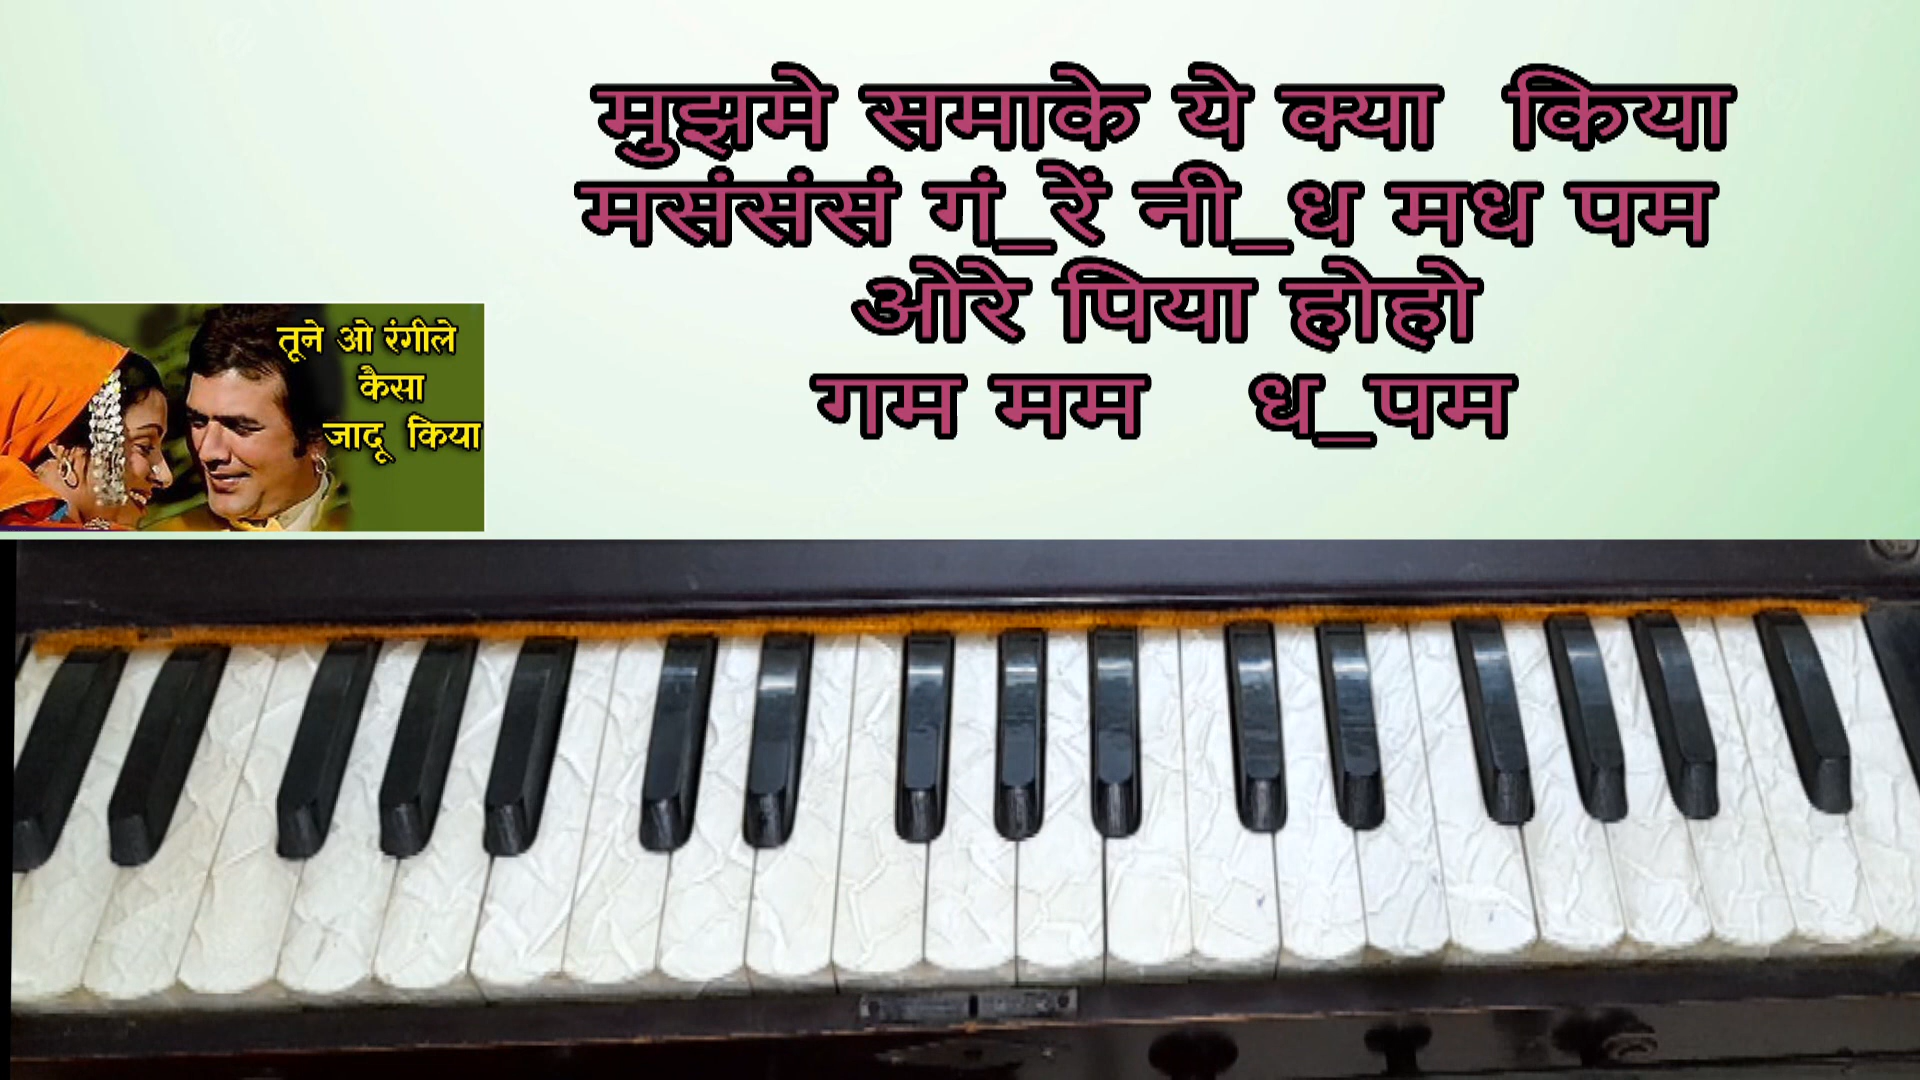 मुझमे समाके ये क्या किया
मसंसंसं गं_रें नी_ध मध पम
ओरे पिया होहो
गम मम ध_पम
तूने ओ रंगीले
कैसा
जादू किया